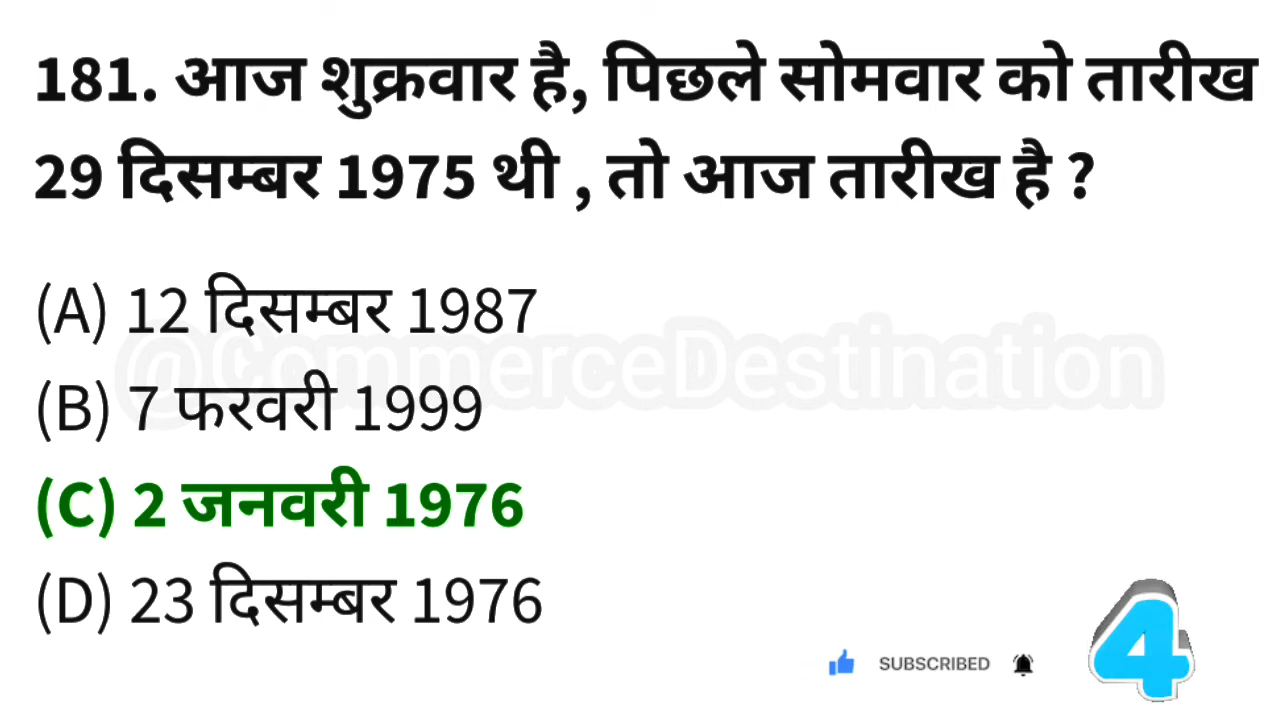 181. आज शुक्रवार है, पिछले सोमवार को तारीख
29 दिसम्बर 1975 थी , तो आज तारीख है ?
(A) 12 दिसम्बर 1987
@CommerceDestination
(B) 7 फरवरी 1999
(C) 2 जनवरी 1976
(D) 23 दिसम्बर 1976
SUBSCRIBED
4